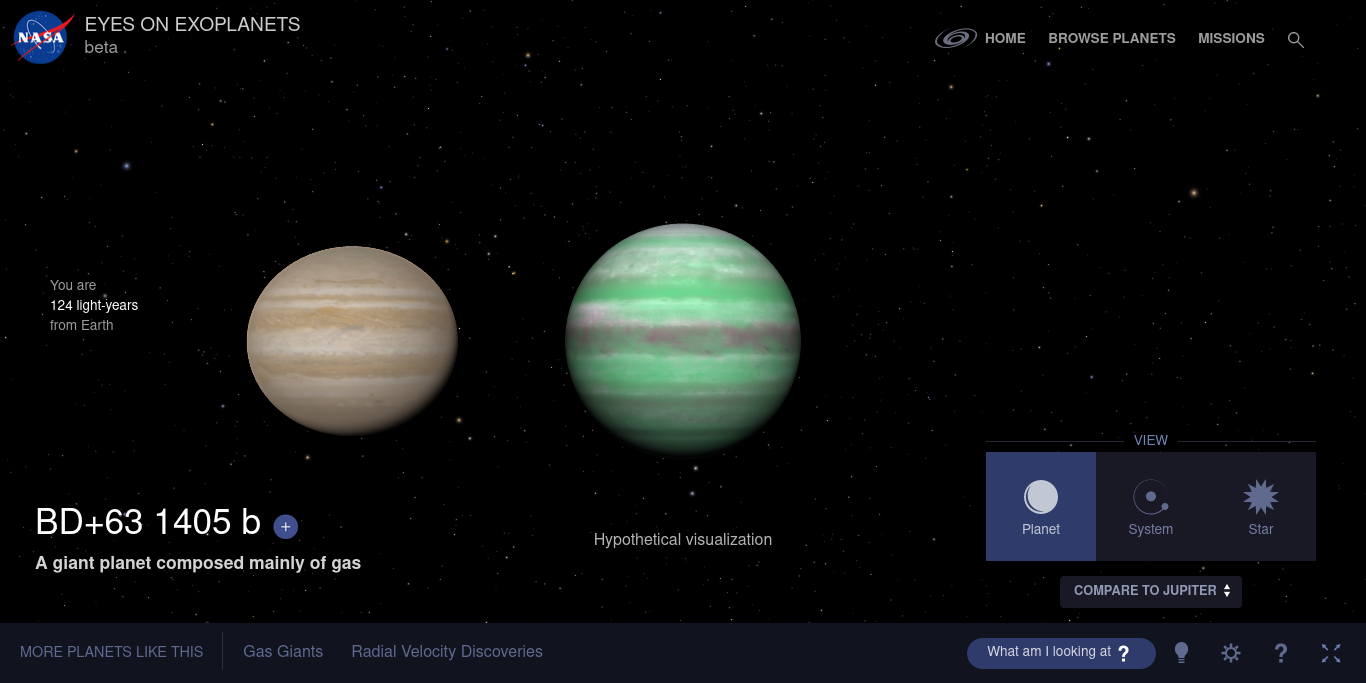 NASA
EYES ON EXOPLANETS
beta
HOME
BROWSE PLANETS
MISSIONS
You are
124 light-years
from Earth
BD+63 1405 b +
A giant planet composed mainly of gas
Hypothetical visualization
VIEW
Planet
System
Star
COMPARE TO JUPITER
MORE PLANETS LIKE THIS
Gas Giants
Radial Velocity Discoveries
What am I looking at ?
?